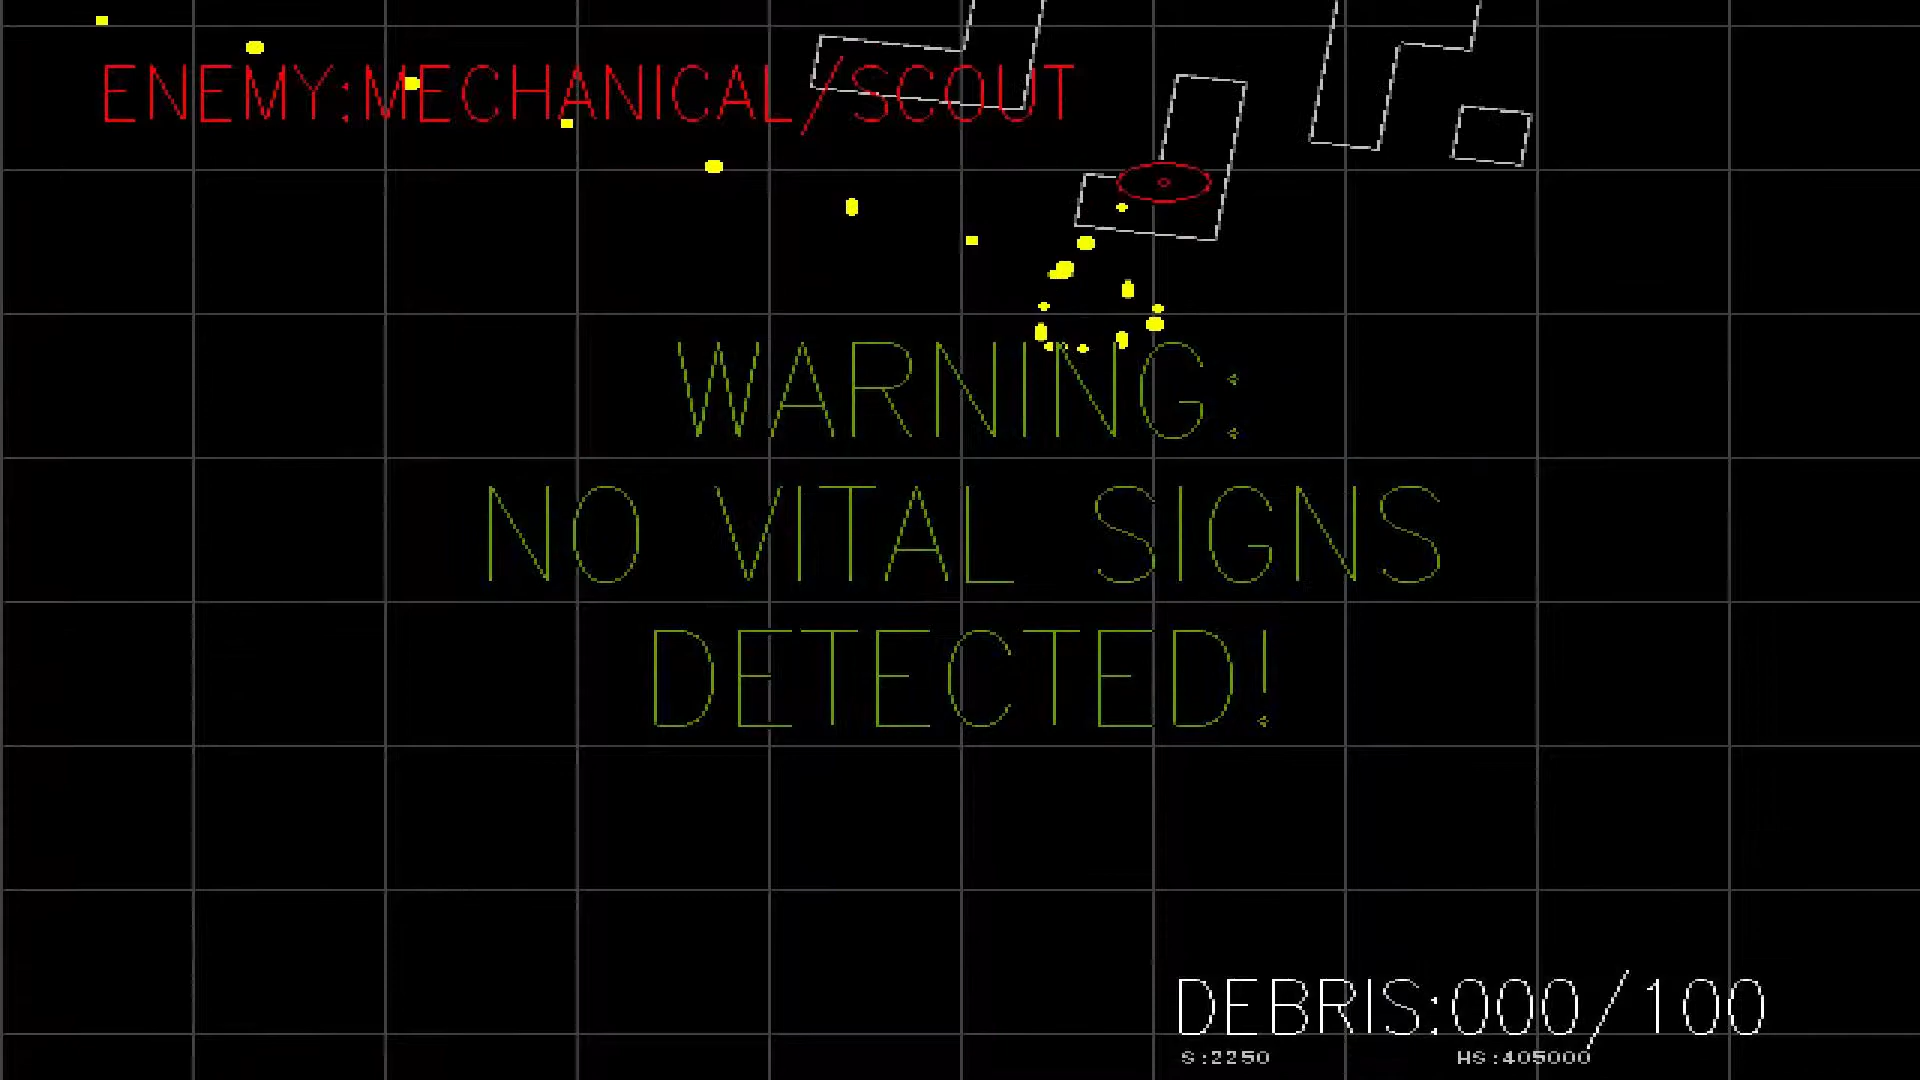 ENEMY:MECHANICAL/SCOUT
WARNING:
NO VITAL SIGNS
DETECTED!
DEBRIS:000/100
S:2250 HS:405000